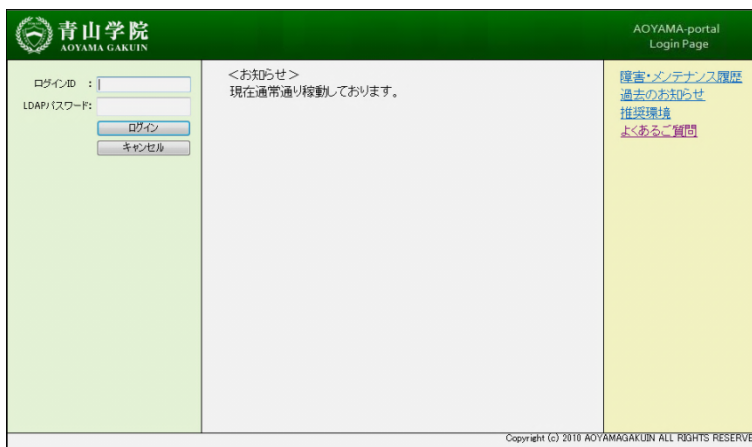 青山学院
AOYAMA GAKUIN
AOYAMA-portal
Login Page
ログインID :
LDAPパスワード:
ログイン
キャンセル
<お知らせ>
現在通常通り稼動しております。
障害・メンテナンス履歴
過去のお知らせ
推奨環境
よくあるご質問
Copyright (c) 2010 AOYAMAGAKUIN ALL RIGHTS RESERVE